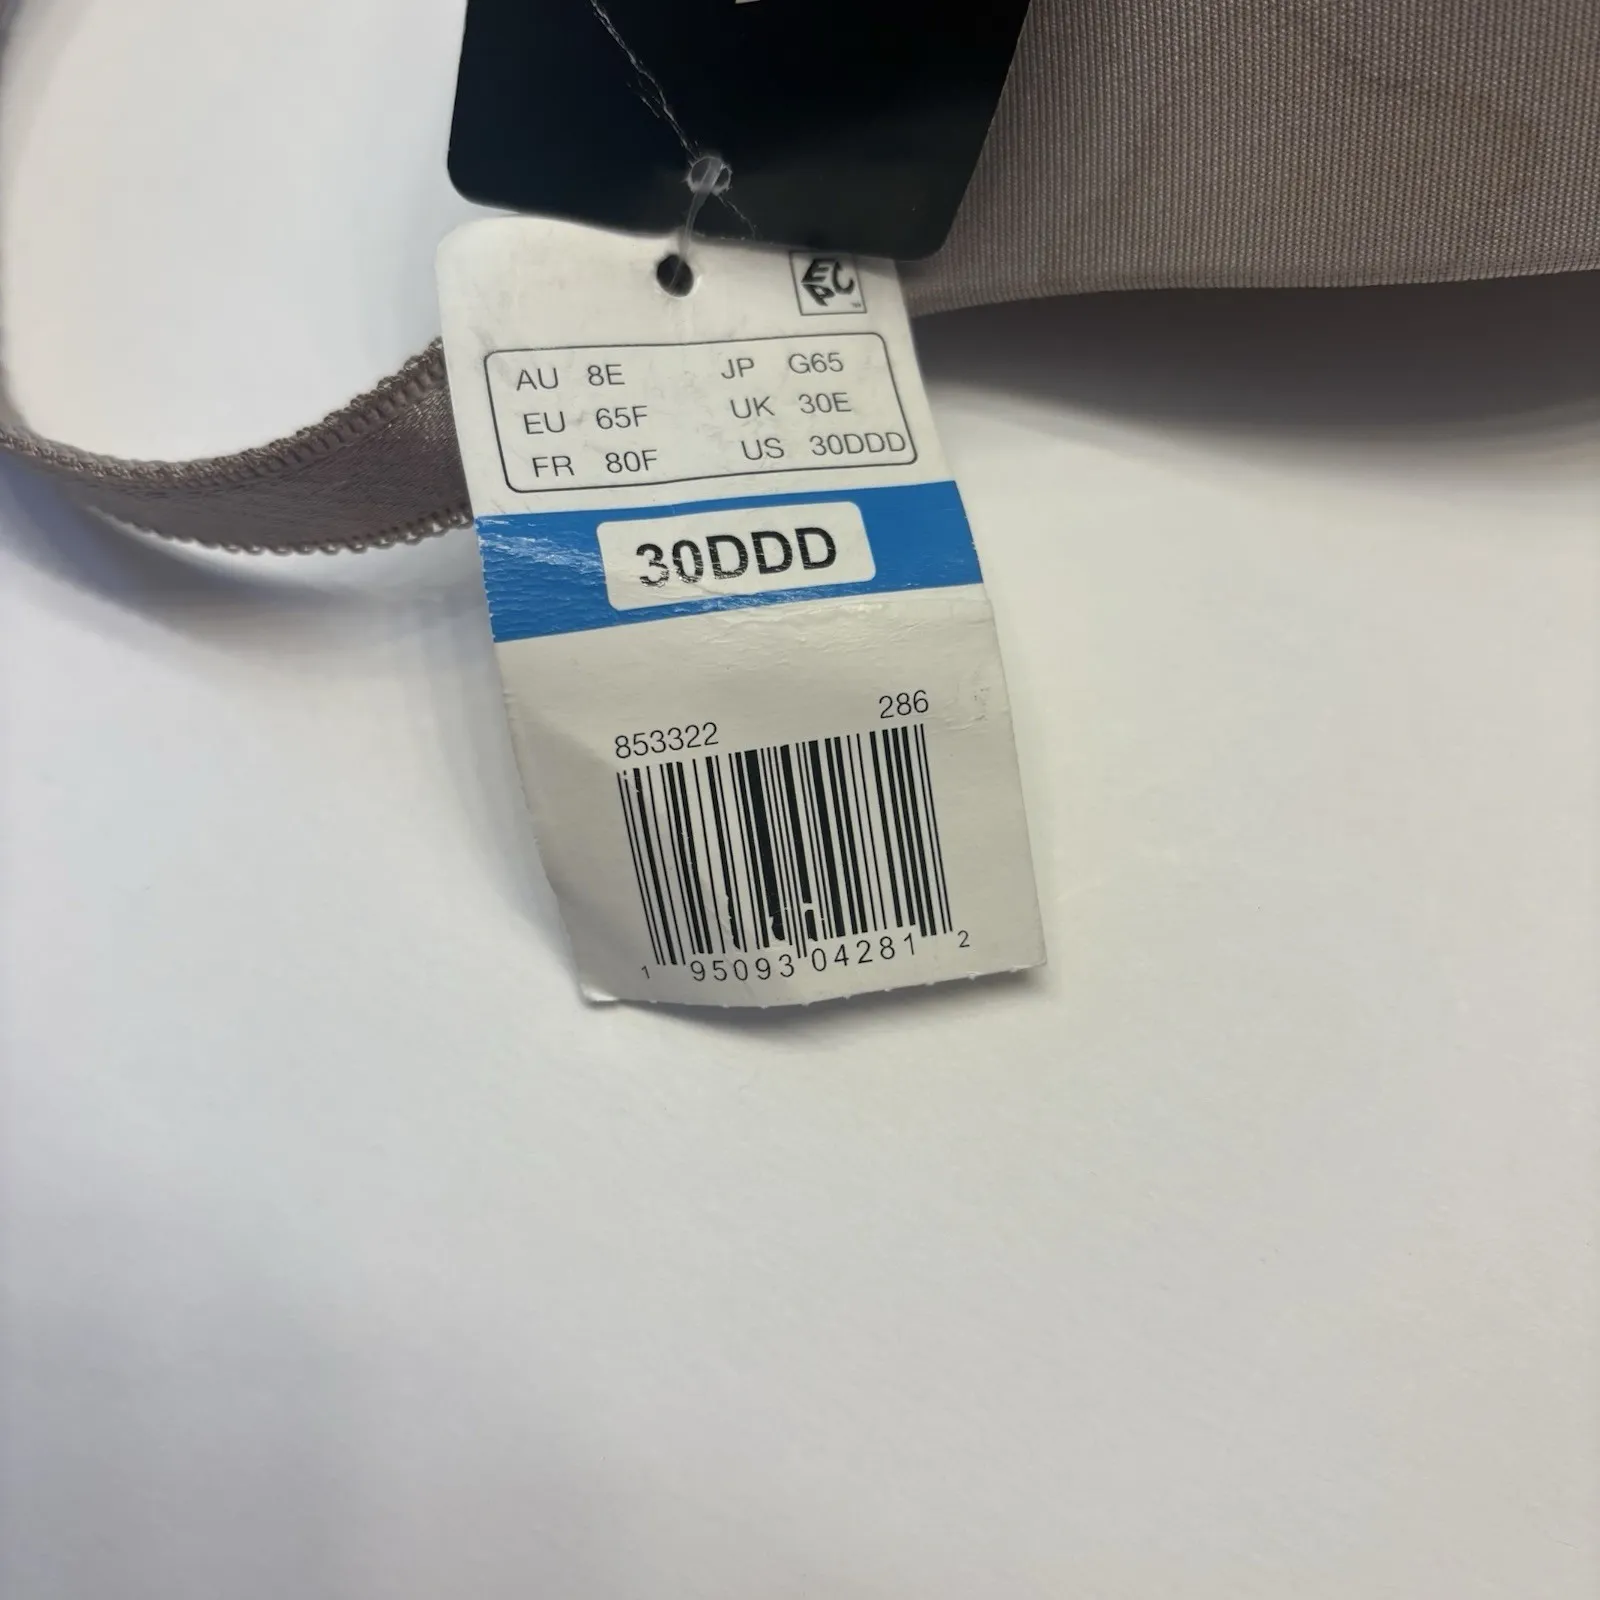 EPC
AU 8E JP G65
EU 65F UK 30E
FR 80F US 30DDD
30DDD
853322 286
1 95093 04281 2